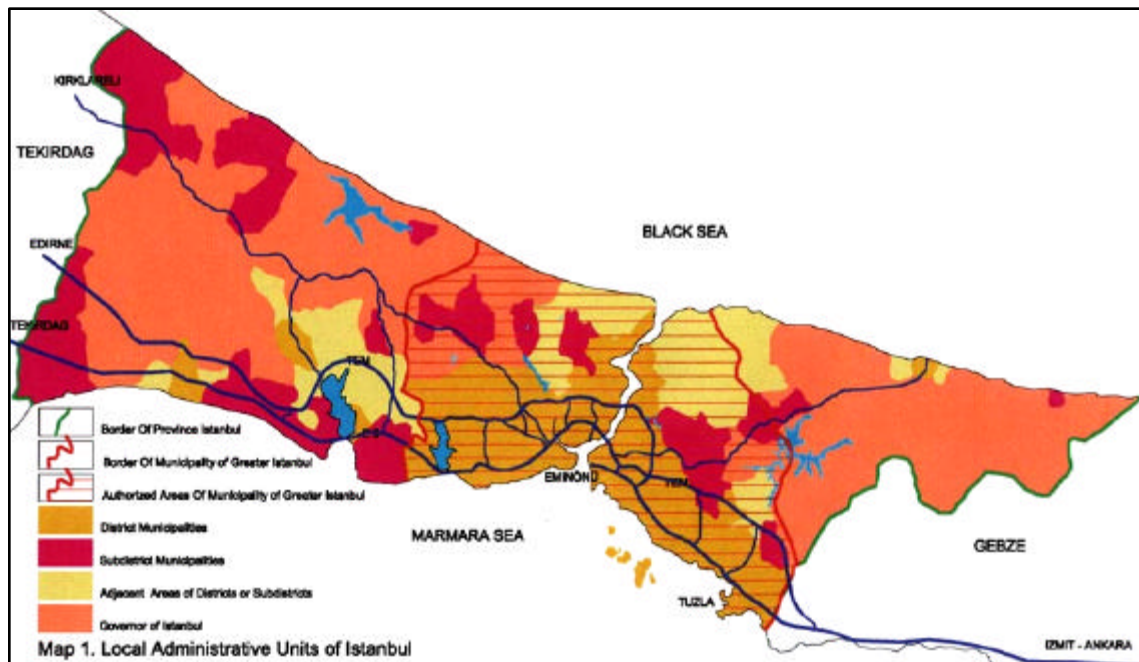 KIRKLARELI
TEKIRDAG
BLACK SEA
EDIRNE
TEKIRDAG
TEM
E-5
EMINÖNÜ
TEM
MARMARA SEA
GEBZE
TUZLA
IZMIT - ANKARA
Border Of Province Istanbul
Border Of Municipality of Greater Istanbul
Authorized Areas Of Municipality of Greater Istanbul
District Municipalities
Subdistrict Municipalities
Adjacent Areas of Districts or Subdistricts
Governor of Istanbul
Map 1. Local Administrative Units of Istanbul